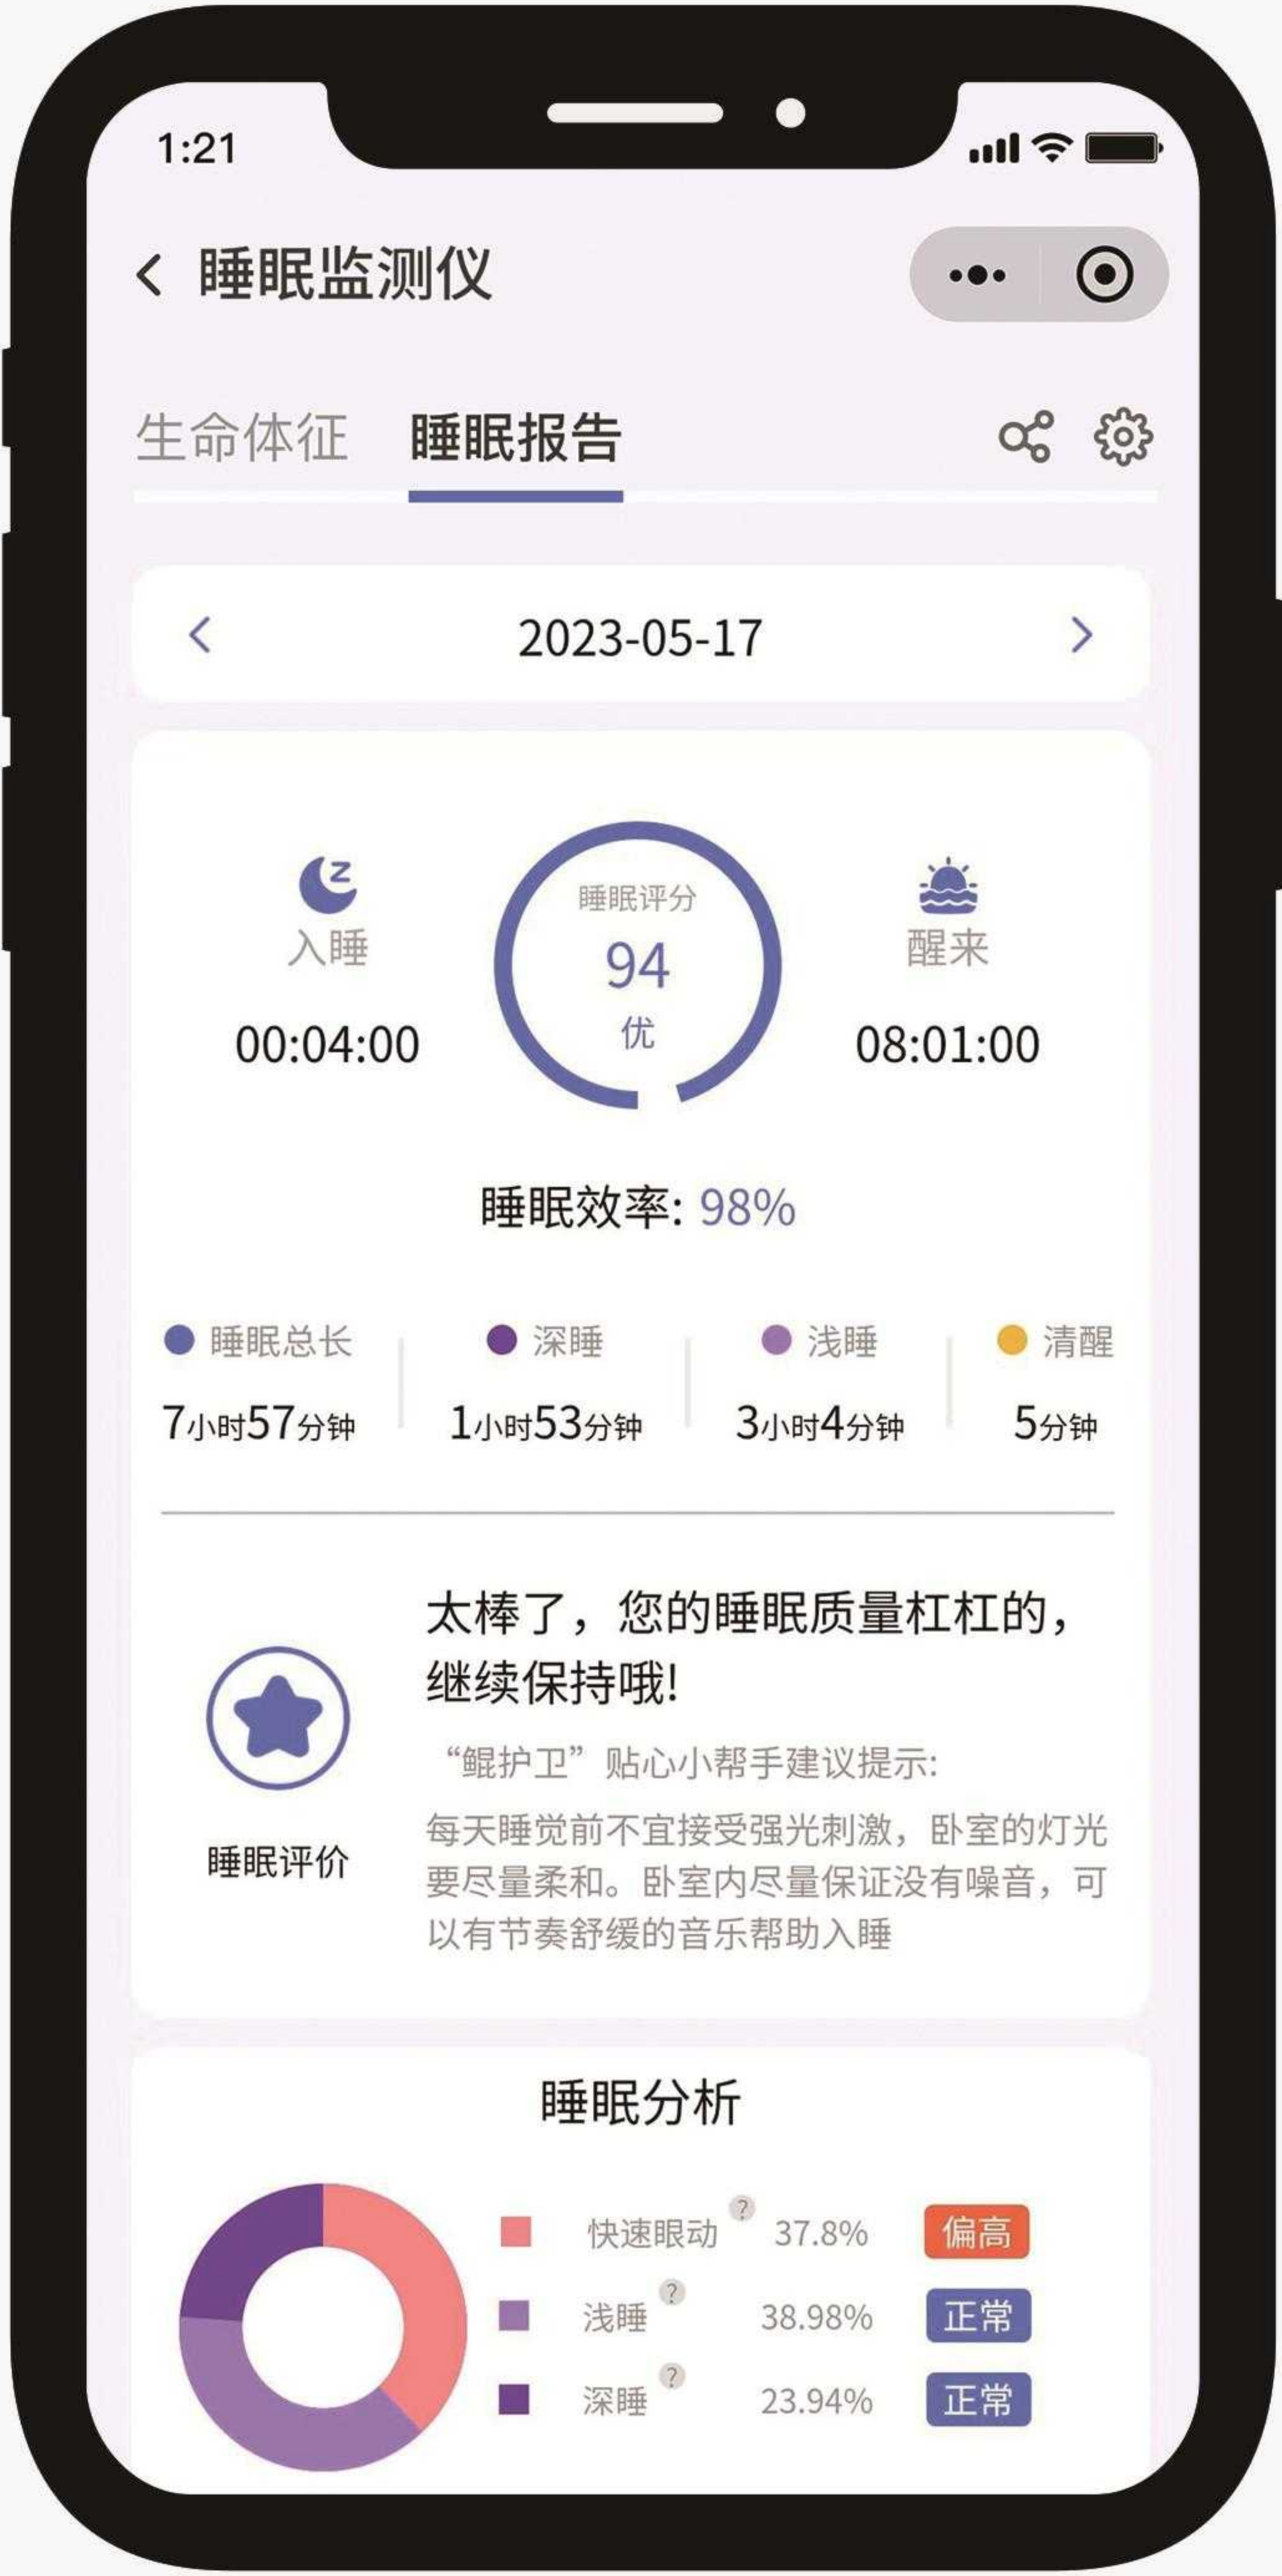 1:21
睡眠监测仪
生命体征 睡眠报告
2023-05-17
睡眠评分
94
优
入睡
00:04:00
醒来
08:01:00
睡眠效率: 98%
睡眠总长 深睡 浅睡 清醒
7小时57分钟 1小时53分钟 3小时4分钟 5分钟
太棒了，您的睡眠质量杠杠的，
继续保持哦!
“鲲护卫”贴心小帮手建议提示:
每天睡觉前不宜接受强光刺激，卧室的灯光
要尽量柔和。卧室内尽量保证没有噪音，可
以有节奏舒缓的音乐帮助入睡
睡眠评价
睡眠分析
快速眼动 ? 37.8% 偏高
浅睡 ? 38.98% 正常
深睡 ? 23.94% 正常